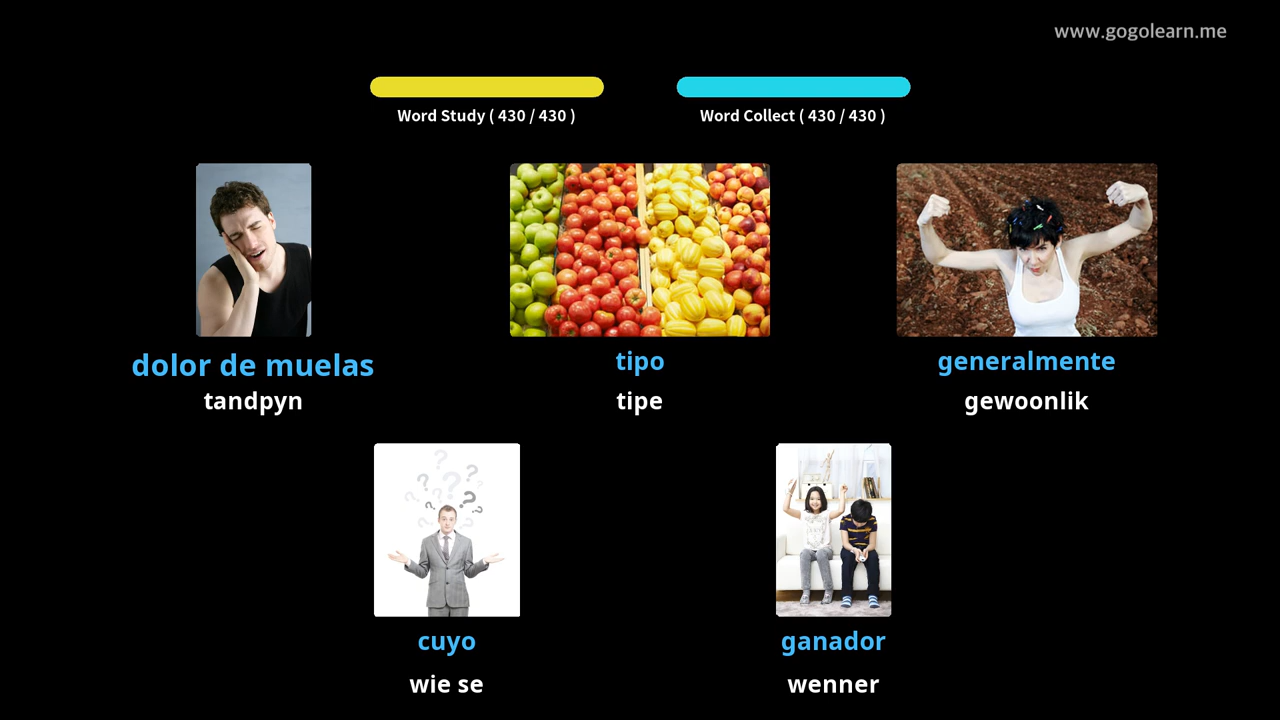 www.gogolearn.me
Word Study ( 430 / 430 )
Word Collect ( 430 / 430 )
dolor de muelas
tandpyn
tipo
tipe
generalmente
gewoonlik
cuyo
wie se
ganador
wenner